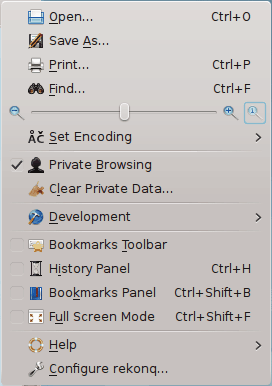 Open... Ctrl+O
Save As...
Print... Ctrl+P
Find... Ctrl+F
Åč Set Encoding
Private Browsing
Clear Private Data...
Development
Bookmarks Toolbar
History Panel Ctrl+H
Bookmarks Panel Ctrl+Shift+B
Full Screen Mode Ctrl+Shift+F
Help
Configure rekonq...